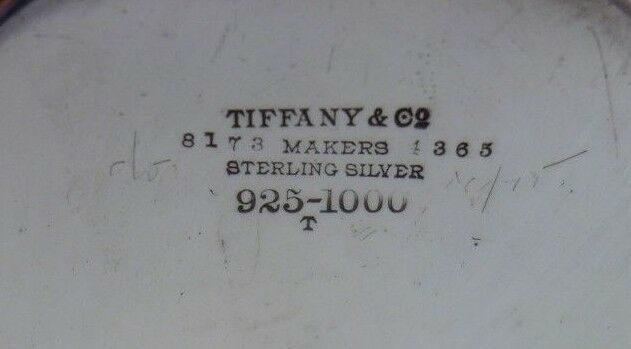 TIFFANY & Co
8173 MAKERS 1365
STERLING SILVER
925-1000
T